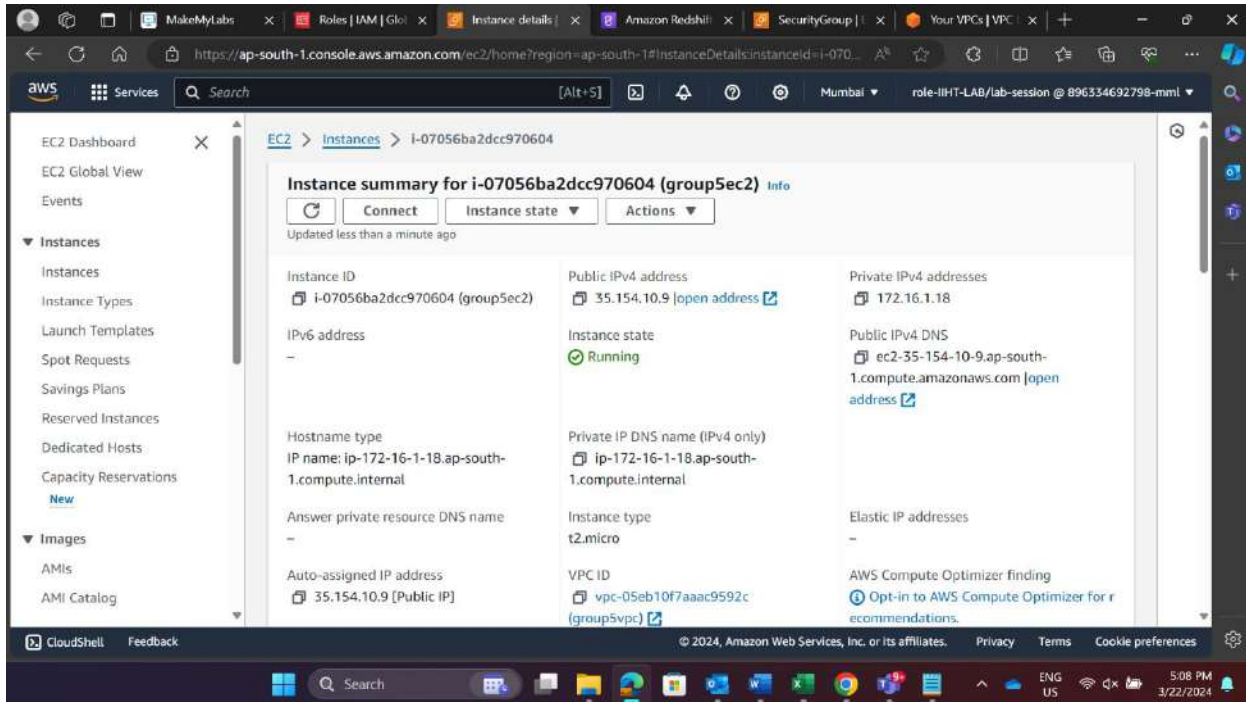 MakeMyLabs
Roles | IAM | Glo
Instance details |
Amazon Redshift
SecurityGroup |
Your VPCs | VPC
https://ap-south-1.console.aws.amazon.com/ec2/home?region=ap-south-1#InstanceDetails:instanceId=i-070...
aws
Services
Search
[Alt+S]
Mumbai
role-IIHT-LAB/lab-session @ 896334692798-mml
EC2 Dashboard
EC2 Global View
Events
Instances
Instances
Instance Types
Launch Templates
Spot Requests
Savings Plans
Reserved Instances
Dedicated Hosts
Capacity Reservations
New
Images
AMIs
AMI Catalog
EC2 > Instances > i-07056ba2dcc970604
Instance summary for i-07056ba2dcc970604 (group5ec2) Info
Connect
Instance state
Actions
Updated less than a minute ago
Instance ID
i-07056ba2dcc970604 (group5ec2)
Public IPv4 address
35.154.10.9 |open address
Private IPv4 addresses
172.16.1.18
IPv6 address
–
Instance state
Running
Public IPv4 DNS
ec2-35-154-10-9.ap-south-
1.compute.amazonaws.com |open
address
Hostname type
IP name: ip-172-16-1-18.ap-south-
1.compute.internal
Private IP DNS name (IPv4 only)
ip-172-16-1-18.ap-south-
1.compute.internal
Answer private resource DNS name
–
Instance type
t2.micro
Elastic IP addresses
–
Auto-assigned IP address
35.154.10.9 [Public IP]
VPC ID
vpc-05eb10f7aaac9592c
(group5vpc)
AWS Compute Optimizer finding
Opt-in to AWS Compute Optimizer for r
ecommendations.
CloudShell
Feedback
© 2024, Amazon Web Services, Inc. or its affiliates.
Privacy
Terms
Cookie preferences
Search
ENG
US
5:08 PM
3/22/2024